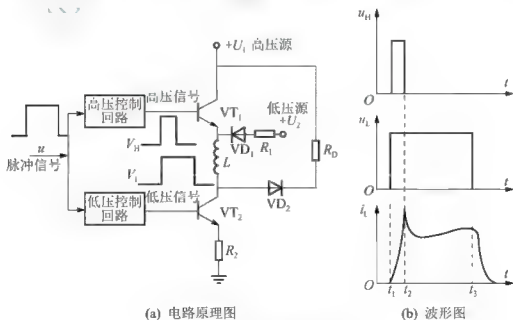 +U₁ 高压源
高压控制
回路
高压信号
VT₁
低压源
+U₂
VD₁
R₁
V_H
L
R_D
u
脉冲信号
V_L
低压控制
回路
低压信号
VD₂
VT₂
R₂
(a) 电路原理图
u_H
O
t
u_L
O
t
i_L
O
t₁
t₂
t₃
t
(b) 波形图